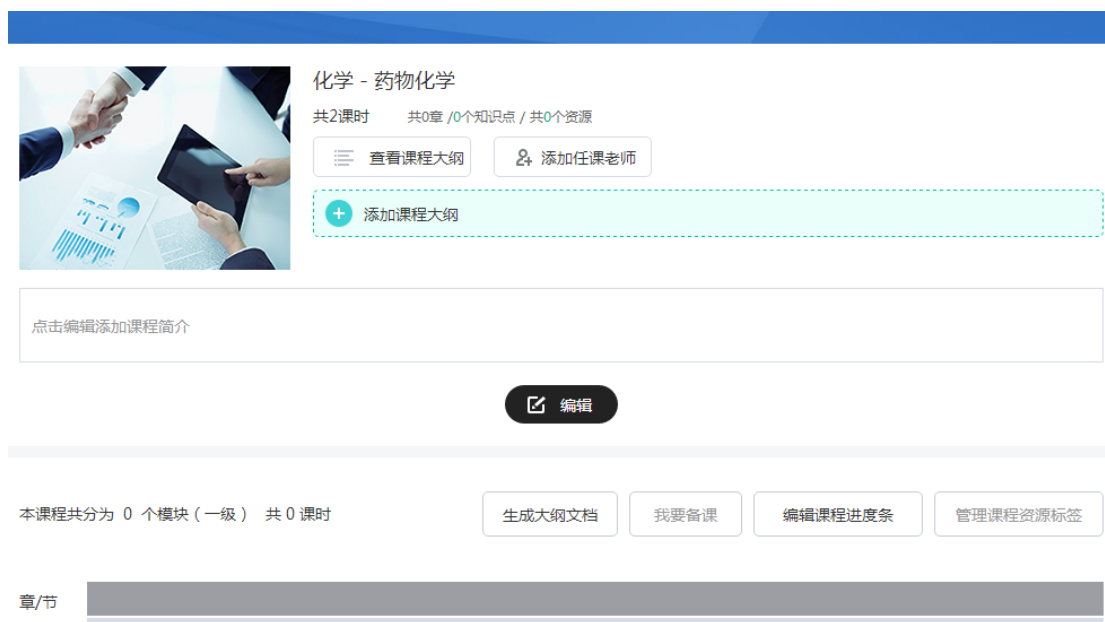 化学 - 药物化学
共2课时 共0章 /0个知识点 / 共0个资源
查看课程大纲 添加任课老师
添加课程大纲
点击编辑添加课程简介
编辑
本课程共分为 0 个模块 ( 一级 ) 共 0 课时
生成大纲文档 我要备课 编辑课程进度条 管理课程资源标签
章/节